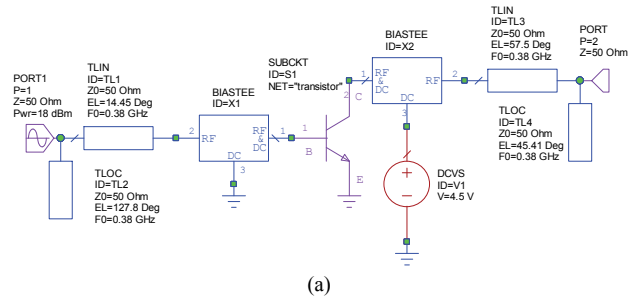 TLIN
ID=TL3
Z0=50 Ohm
EL=57.5 Deg
F0=0.38 GHz
PORT
P=2
Z=50 Ohm
BIASTEE
ID=X2
RF
&
DC
RF
2
DC
3
1
SUBCKT
ID=S1
NET="transistor"
2
C
1
B
E
TLIN
ID=TL1
Z0=50 Ohm
EL=14.45 Deg
F0=0.38 GHz
PORT1
P=1
Z=50 Ohm
Pwr=18 dBm
BIASTEE
ID=X1
2
RF
RF
&
DC
1
DC
3
TLOC
ID=TL4
Z0=50 Ohm
EL=45.41 Deg
F0=0.38 GHz
TLOC
ID=TL2
Z0=50 Ohm
EL=127.8 Deg
F0=0.38 GHz
DCVS
ID=V1
V=4.5 V
+
-
(a)